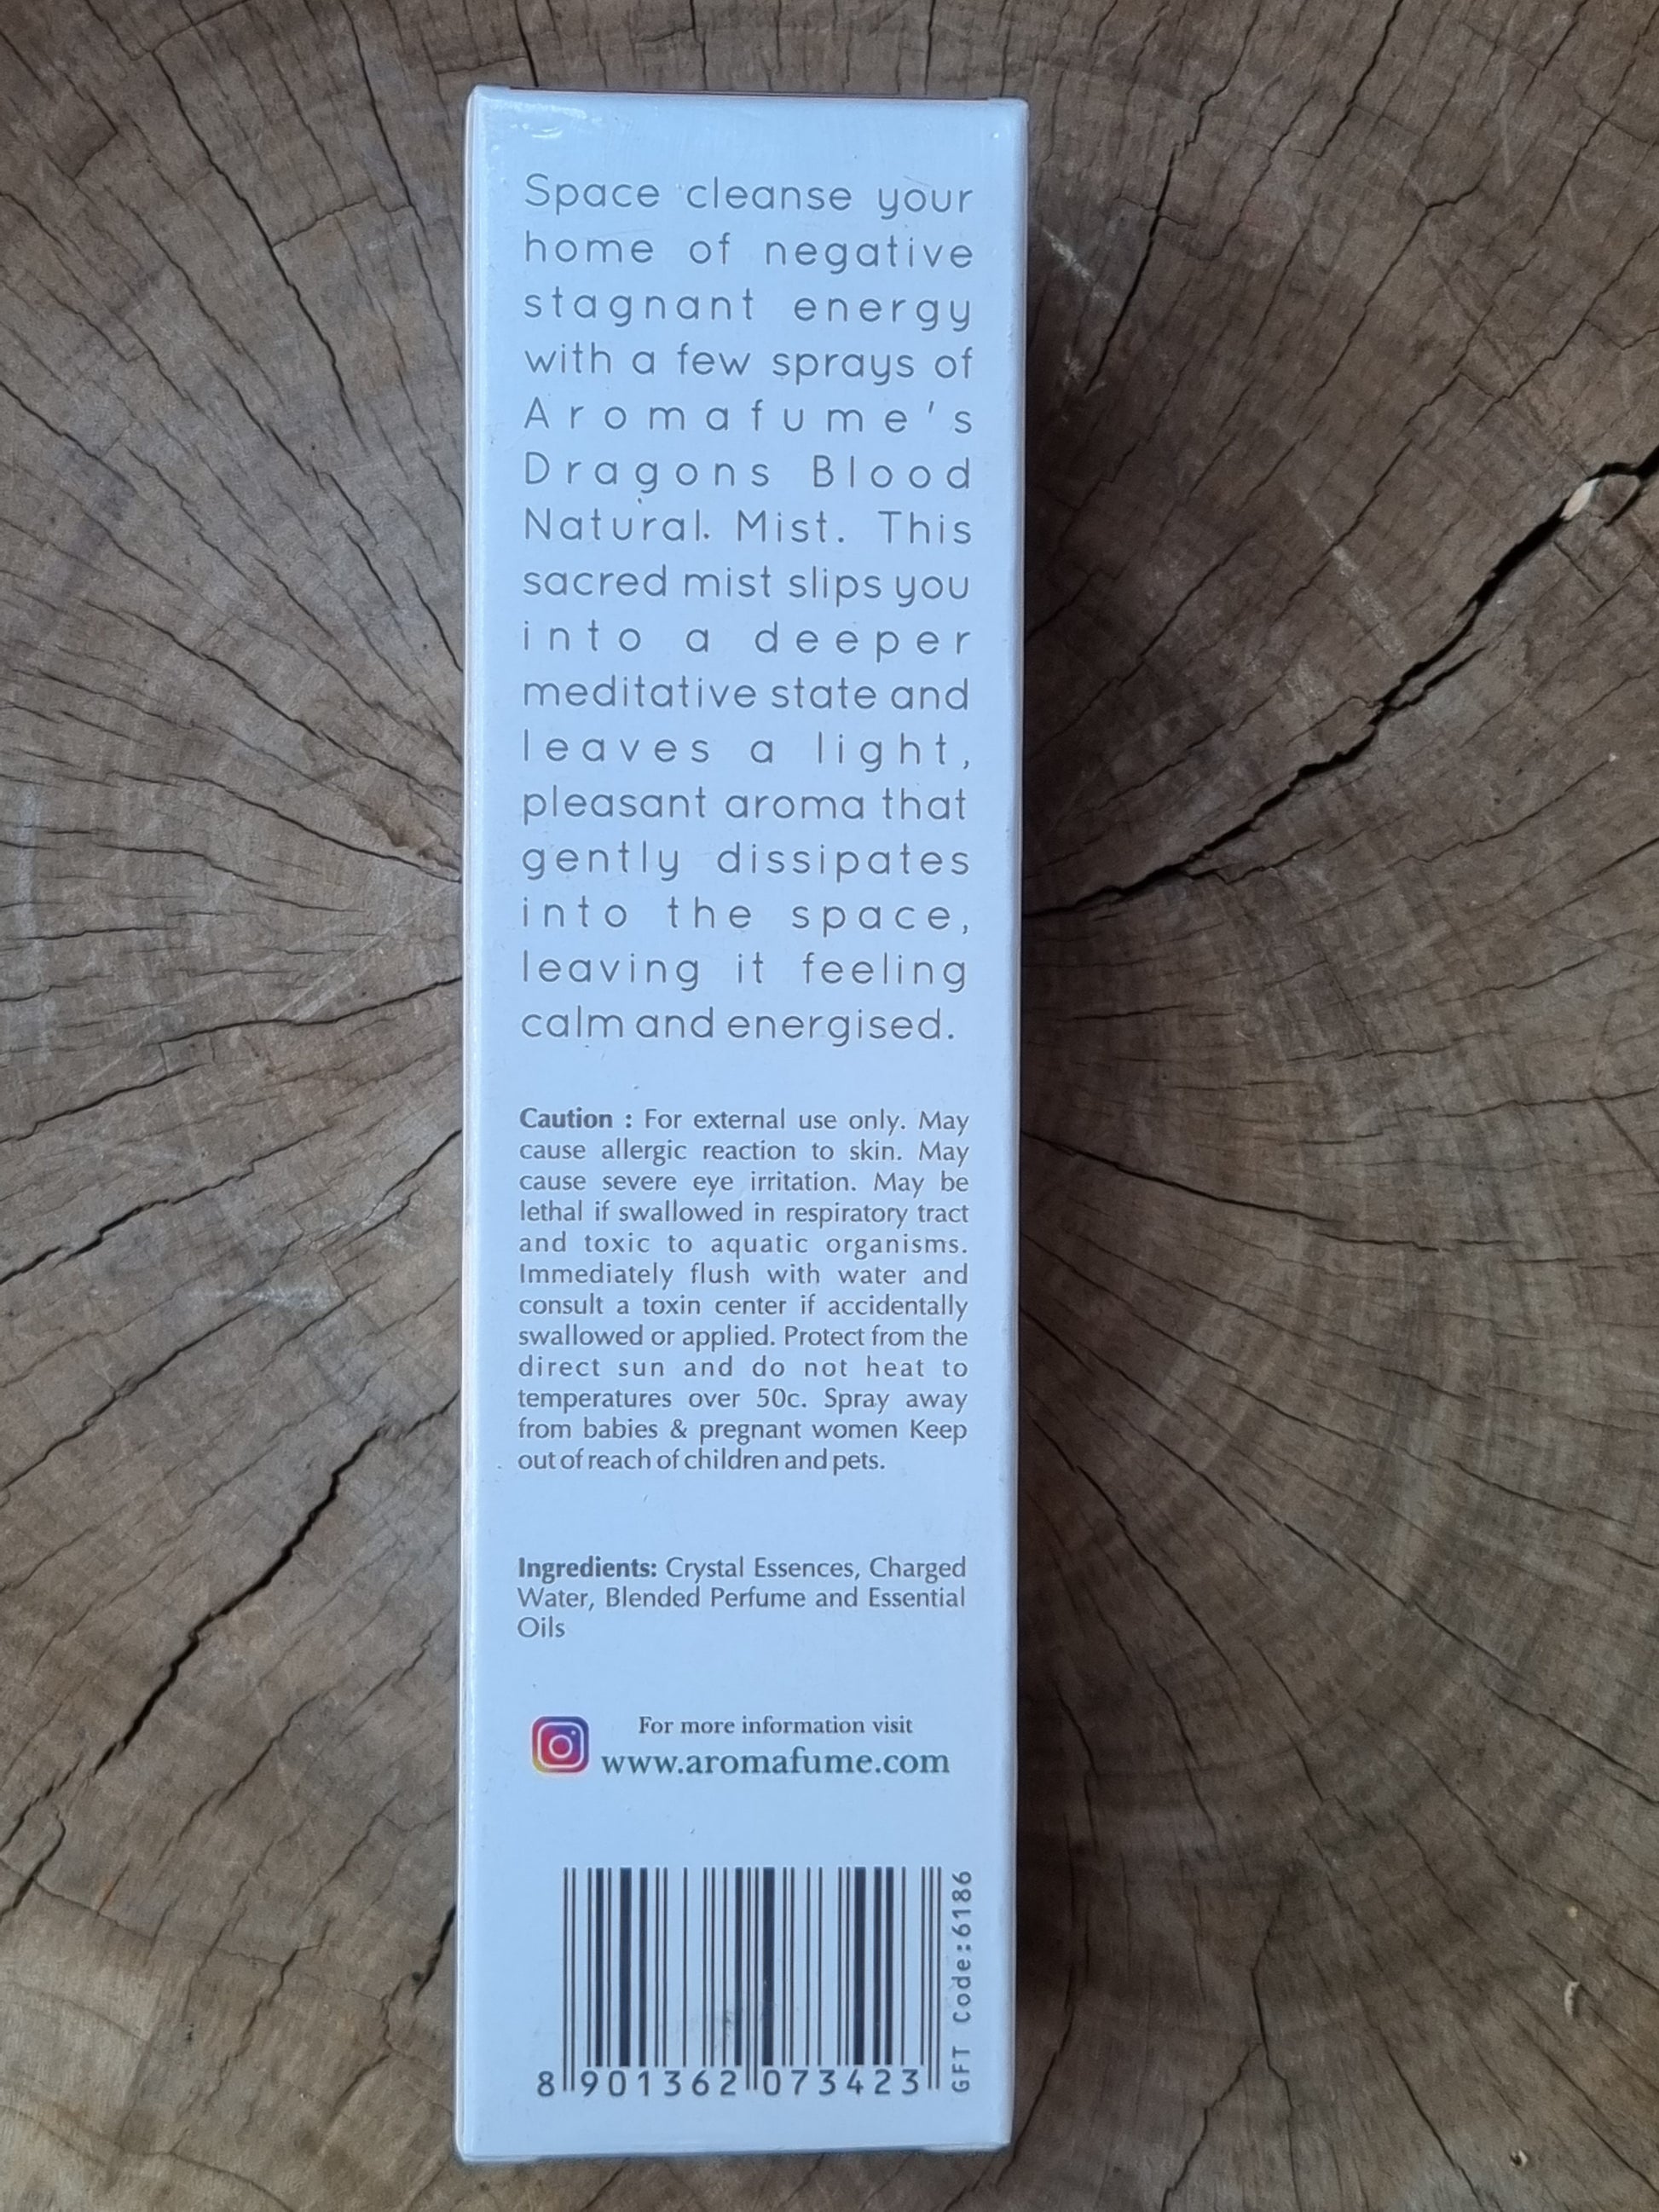 Space cleanse your
home of negative
stagnant energy
with a few sprays of
Aromafume's
Dragons Blood
Natural. Mist. This
sacred mist slips you
into a deeper
meditative state and
leaves a light,
pleasant aroma that
gently dissipates
into the space,
leaving it feeling
calm and energised.
Caution : For external use only. May
cause allergic reaction to skin. May
cause severe eye irritation. May be
lethal if swallowed in respiratory tract
and toxic to aquatic organisms.
Immediately flush with water and
consult a toxin center if accidentally
swallowed or applied. Protect from the
direct sun and do not heat to
temperatures over 50c. Spray away
from babies & pregnant women Keep
out of reach of children and pets.
Ingredients: Crystal Essences, Charged
Water, Blended Perfume and Essential
Oils
For more information visit
www.aromafume.com
8 901362 073423
GFT Code:6186